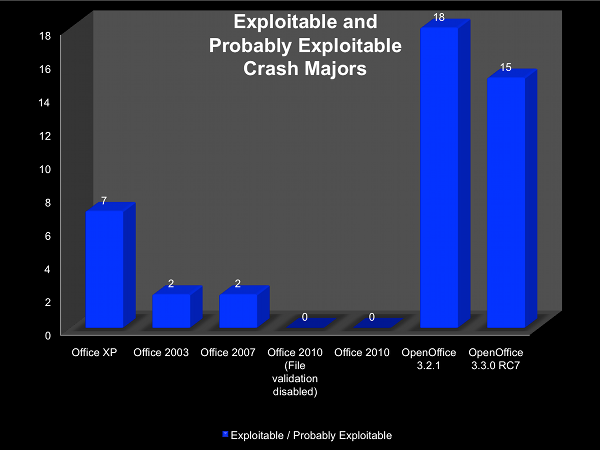 Exploitable and
Probably Exploitable
Crash Majors
18
16
14
12
10
8
6
4
2
0
7
2
2
0
0
18
15
Office XP
Office 2003
Office 2007
Office 2010
(File
validation
disabled)
Office 2010
OpenOffice
3.2.1
OpenOffice
3.3.0 RC7
Exploitable / Probably Exploitable